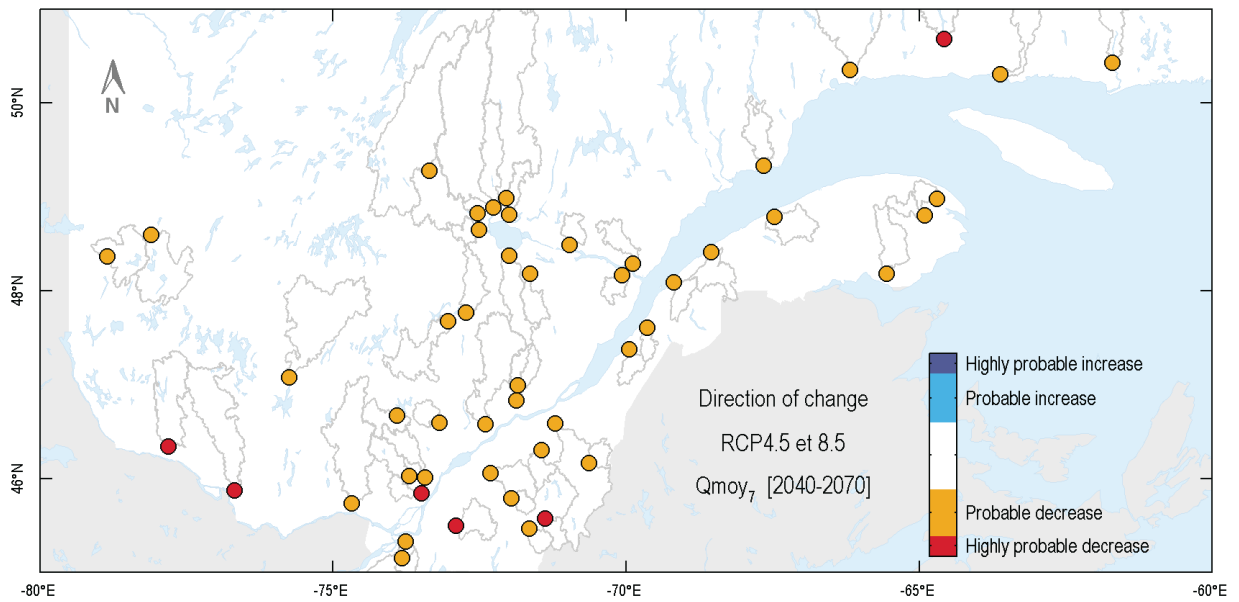 N
50°N
48°N
46°N
Direction of change
RCP4.5 et 8.5
Qmoy7 [2040-2070]
Highly probable increase
Probable increase
Probable decrease
Highly probable decrease
-80°E
-75°E
-70°E
-65°E
-60°E